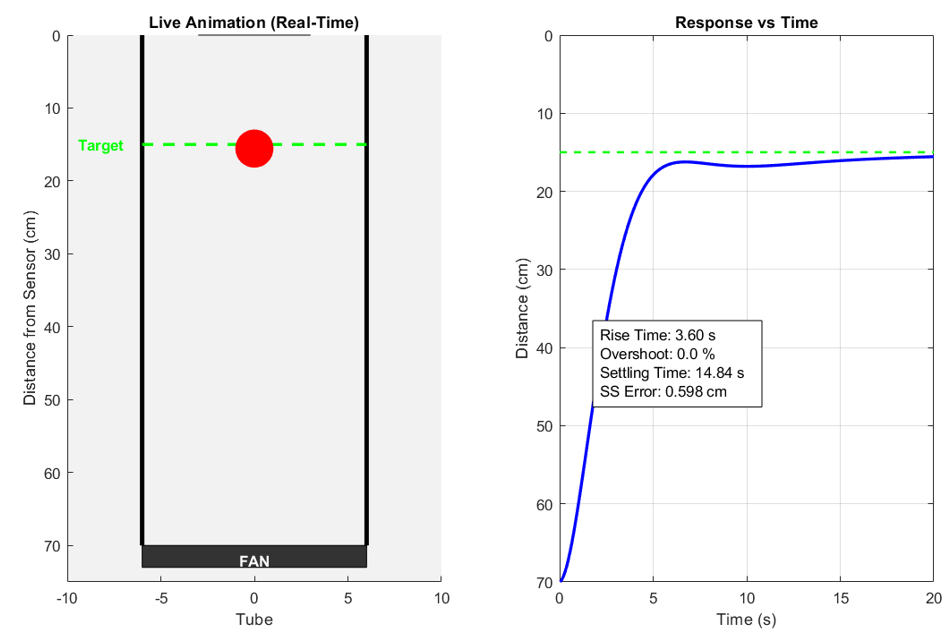 Live Animation (Real-Time)
0
10
Target
20
30
40
50
60
70
Distance from Sensor (cm)
FAN
-10
-5
0
5
10
Tube
Response vs Time
0
10
20
30
40
50
60
70
Distance (cm)
Rise Time: 3.60 s
Overshoot: 0.0 %
Settling Time: 14.84 s
SS Error: 0.598 cm
0
5
10
15
20
Time (s)